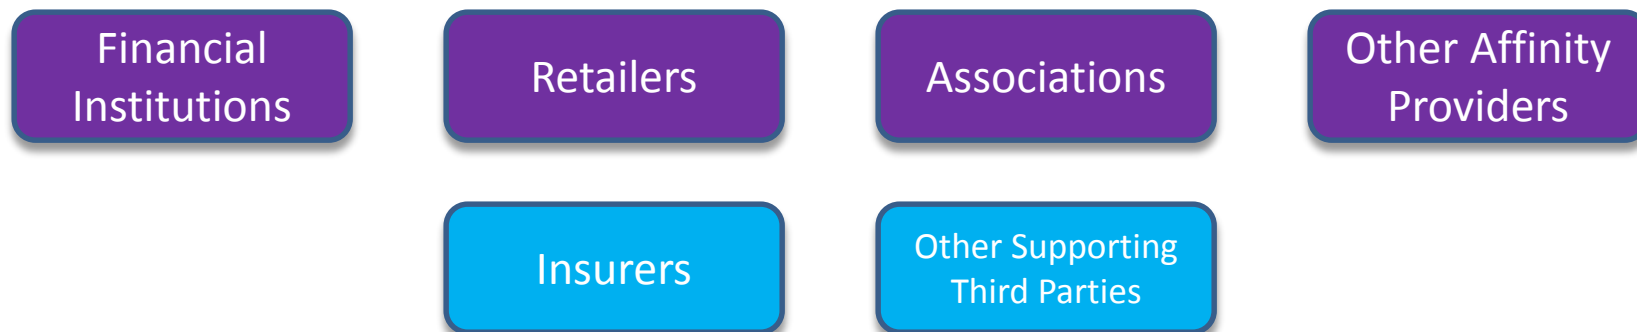 Financial
Institutions
Retailers
Associations
Other Affinity
Providers
Insurers
Other Supporting
Third Parties